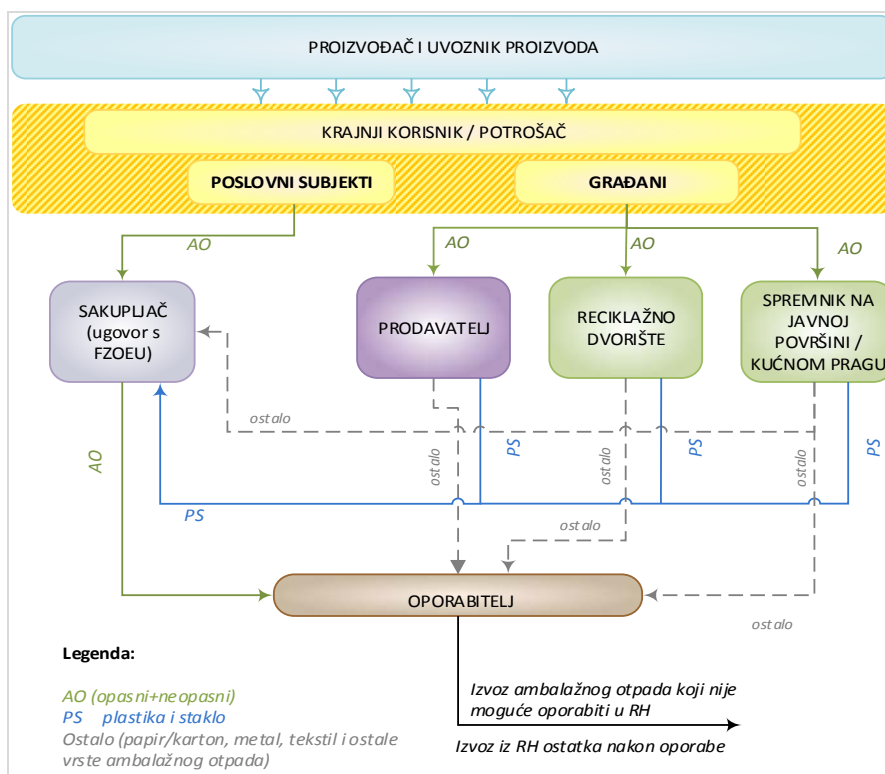 PROIZVOĐAČ I UVOZNIK PROIZVODA
KRAJNJI KORISNIK / POTROŠAČ
POSLOVNI SUBJEKTI
GRAĐANI
AO
AO
AO
AO
SAKUPLJAČ
(ugovor s
FZOEU)
PRODAVATELJ
RECIKLAŽNO
DVORIŠTE
SPREMNIK NA
JAVNOJ
POVRŠINI /
KUĆNOM PRAGU
ostalo
AO
ostalo
PS
ostalo
PS
ostalo
PS
PS
ostalo
OPORABITELJ
ostalo
Legenda:
AO (opasni+neopasni)
PS plastika i staklo
Ostalo (papir/karton, metal, tekstil i ostale
vrste ambalažnog otpada)
Izvoz ambalažnog otpada koji nije
moguće oporabiti u RH
Izvoz iz RH ostatka nakon oporabe